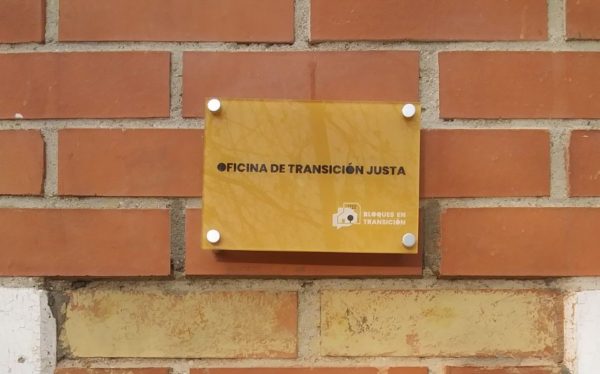 OFICINA DE TRANSICIÓN JUSTA
BLOQUES EN
TRANSICIÓN